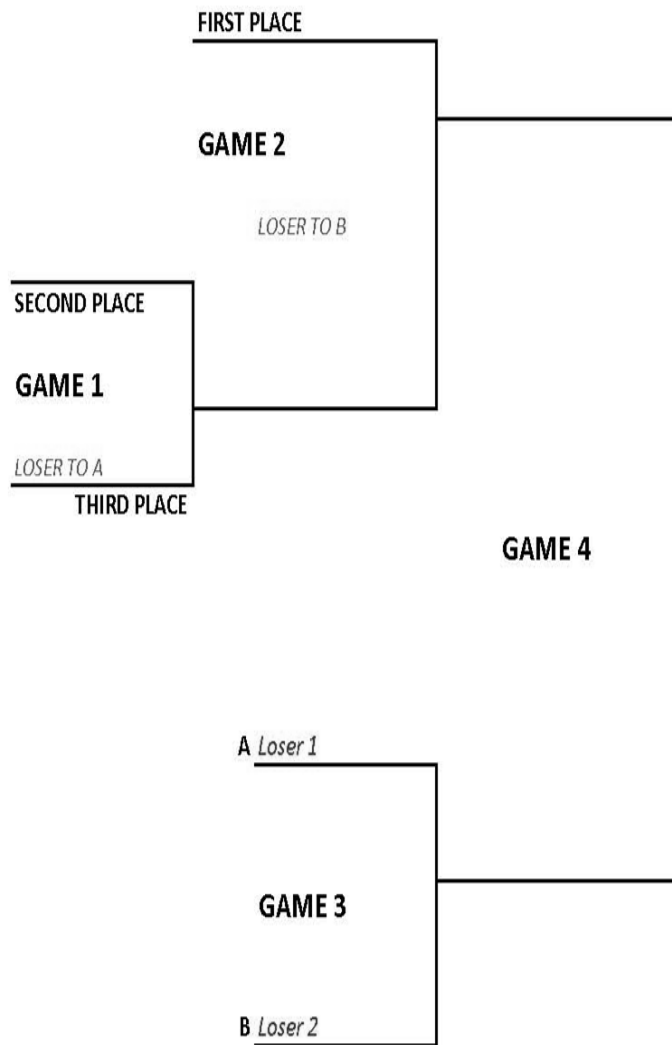 FIRST PLACE
GAME 2
LOSER TO B
SECOND PLACE
GAME 1
LOSER TO A
THIRD PLACE
GAME 4
A Loser 1
GAME 3
B Loser 2